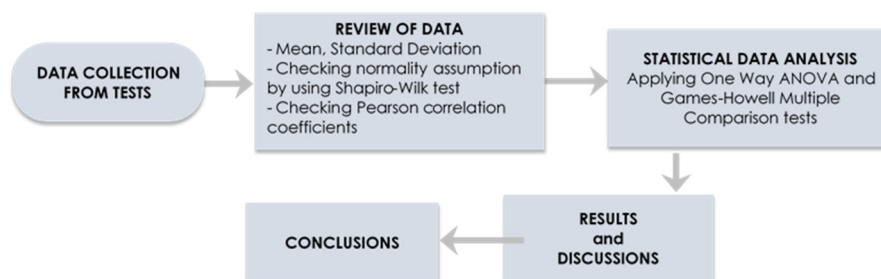 DATA COLLECTION
FROM TESTS
REVIEW OF DATA
- Mean, Standard Deviation
- Checking normality assumption
by using Shapiro-Wilk test
- Checking Pearson correlation
coefficients
STATISTICAL DATA ANALYSIS
Applying One Way ANOVA and
Games-Howell Multiple
Comparison tests
RESULTS
and
DISCUSSIONS
CONCLUSIONS